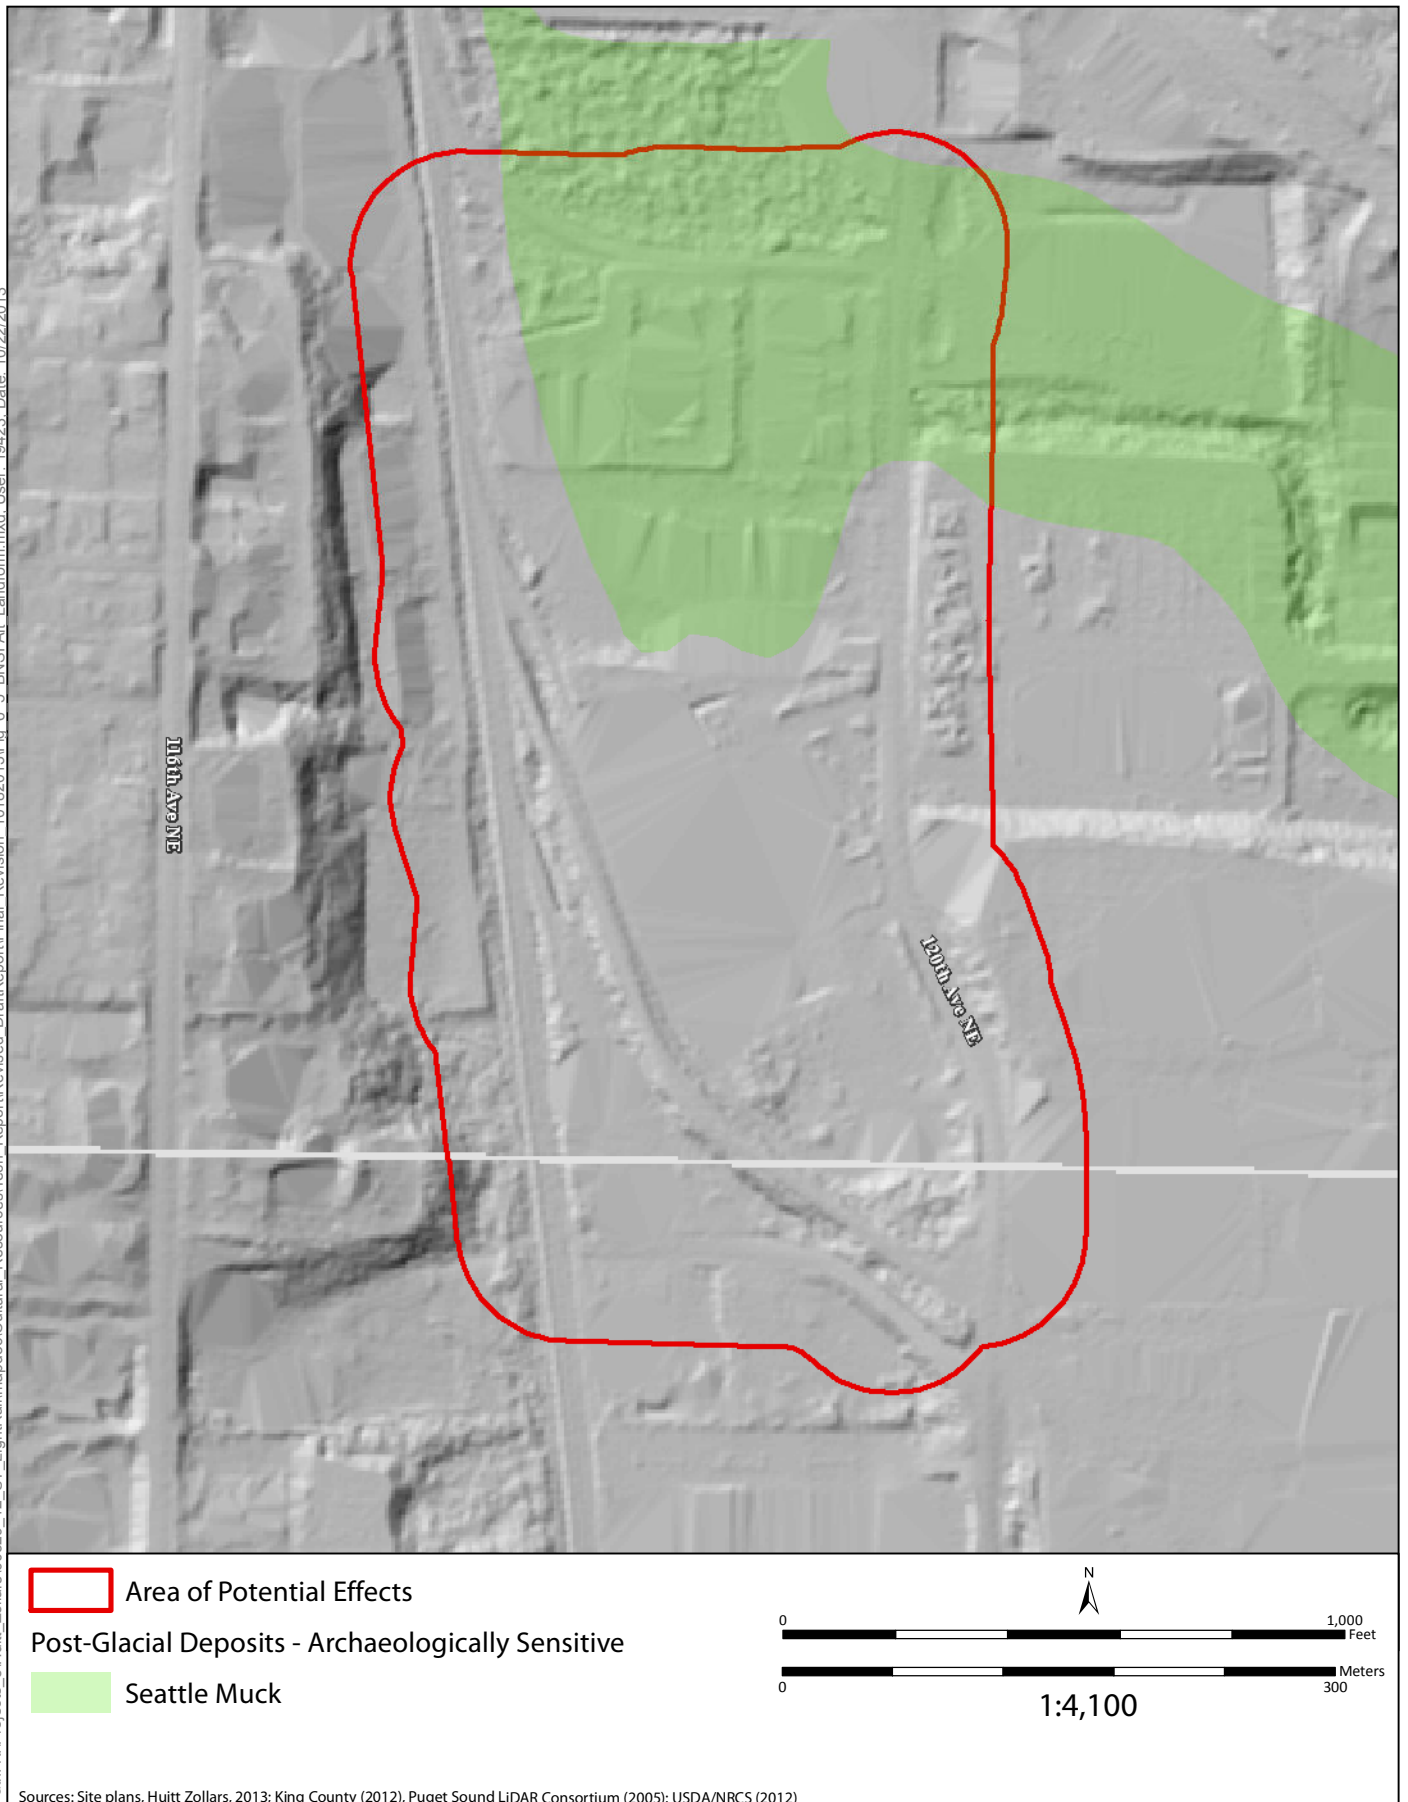 116th Ave NE
120th Ave NE
Area of Potential Effects
Post-Glacial Deposits - Archaeologically Sensitive
Seattle Muck
N
0 1,000
Feet
Meters
0 300
1:4,100
Sources: Site plans, Huitt Zollars, 2013; King County (2012), Puget Sound LiDAR Consortium (2005); USDA/NRCS (2012)